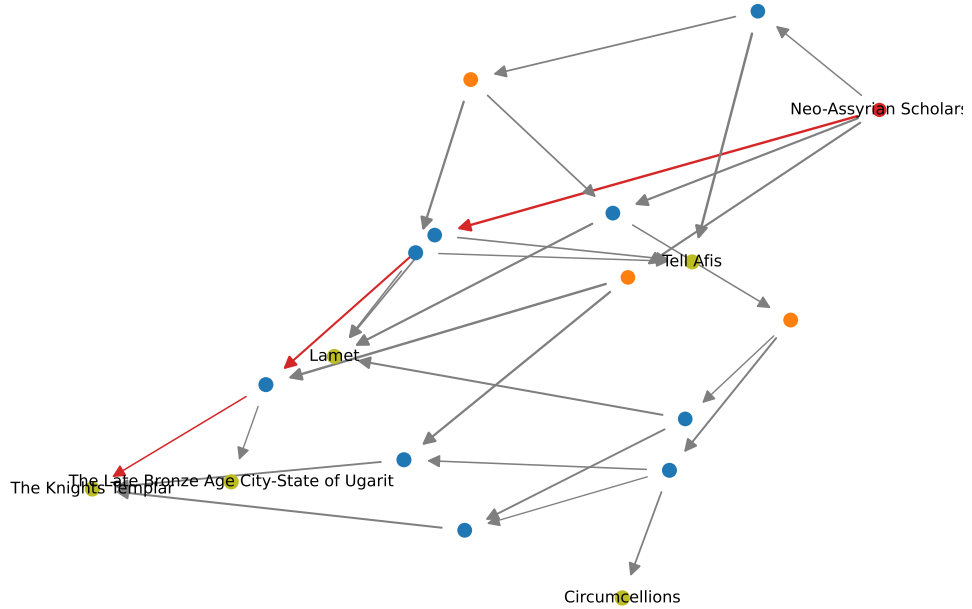 Neo-Assyrian Scholars
Tell Afis
Lamet
The Late Bronze Age City-State of Ugarit
The Knights Templar
Circumcellions